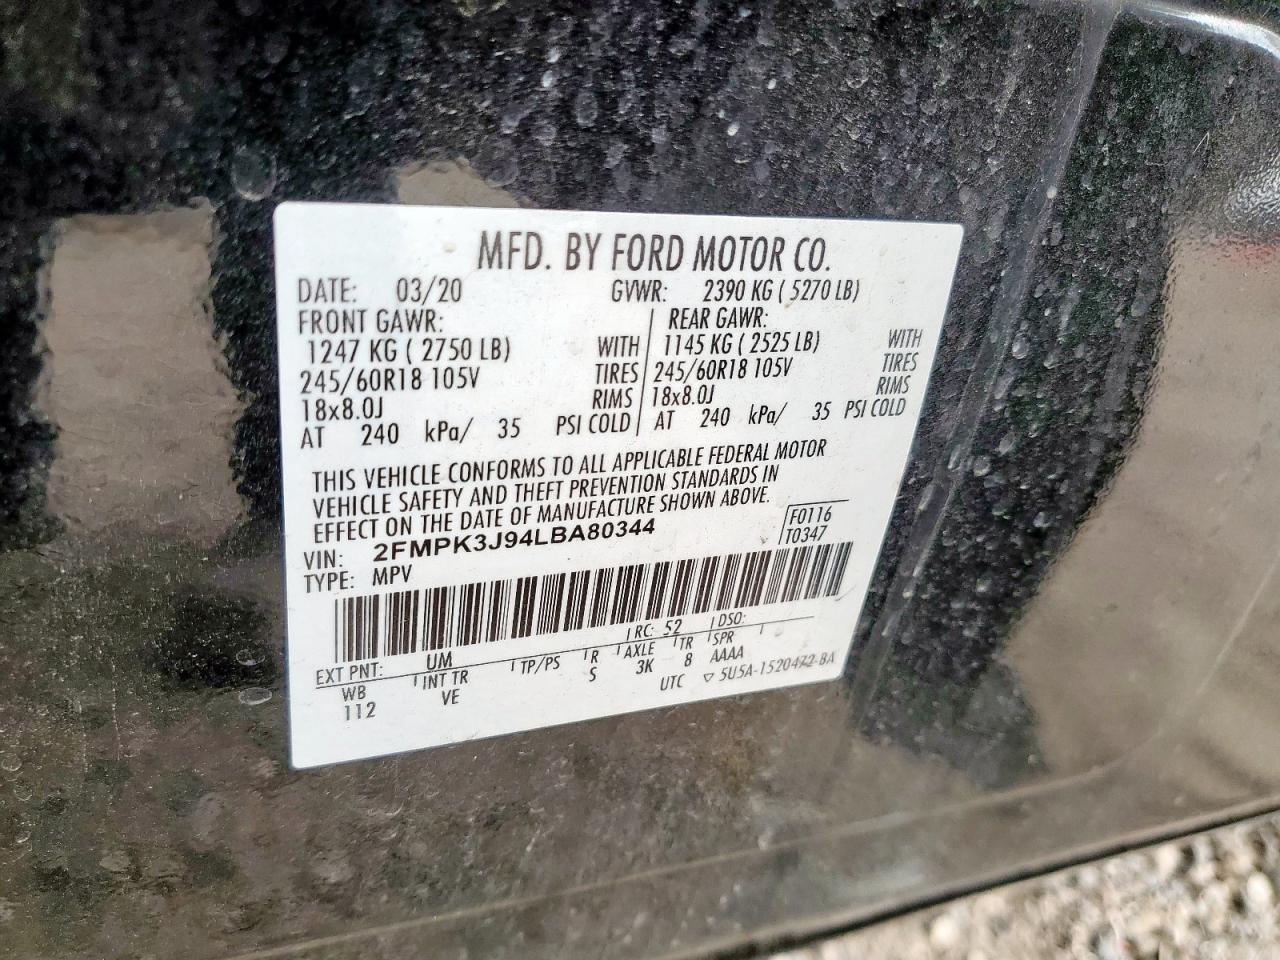 MFD. BY FORD MOTOR CO.
DATE: 03/20 GVWR: 2390 KG ( 5270 LB)
FRONT GAWR: REAR GAWR:
1247 KG ( 2750 LB) WITH 1145 KG ( 2525 LB) WITH
245/60R18 105V TIRES 245/60R18 105V TIRES
18x8.0J RIMS 18x8.0J RIMS
AT 240 kPa/ 35 PSI COLD AT 240 kPa/ 35 PSI COLD
THIS VEHICLE CONFORMS TO ALL APPLICABLE FEDERAL MOTOR
VEHICLE SAFETY AND THEFT PREVENTION STANDARDS IN
EFFECT ON THE DATE OF MANUFACTURE SHOWN ABOVE.
VIN: 2FMPK3J94LBA80344 F0116
TYPE: MPV T0347
EXT PNT: UM RC: 52 DSO:
WB INT TR TP/PS R AXLE TR SPR
112 VE S 3K 8 AAAA
UTC ▽ 5U5A-1520472-BA